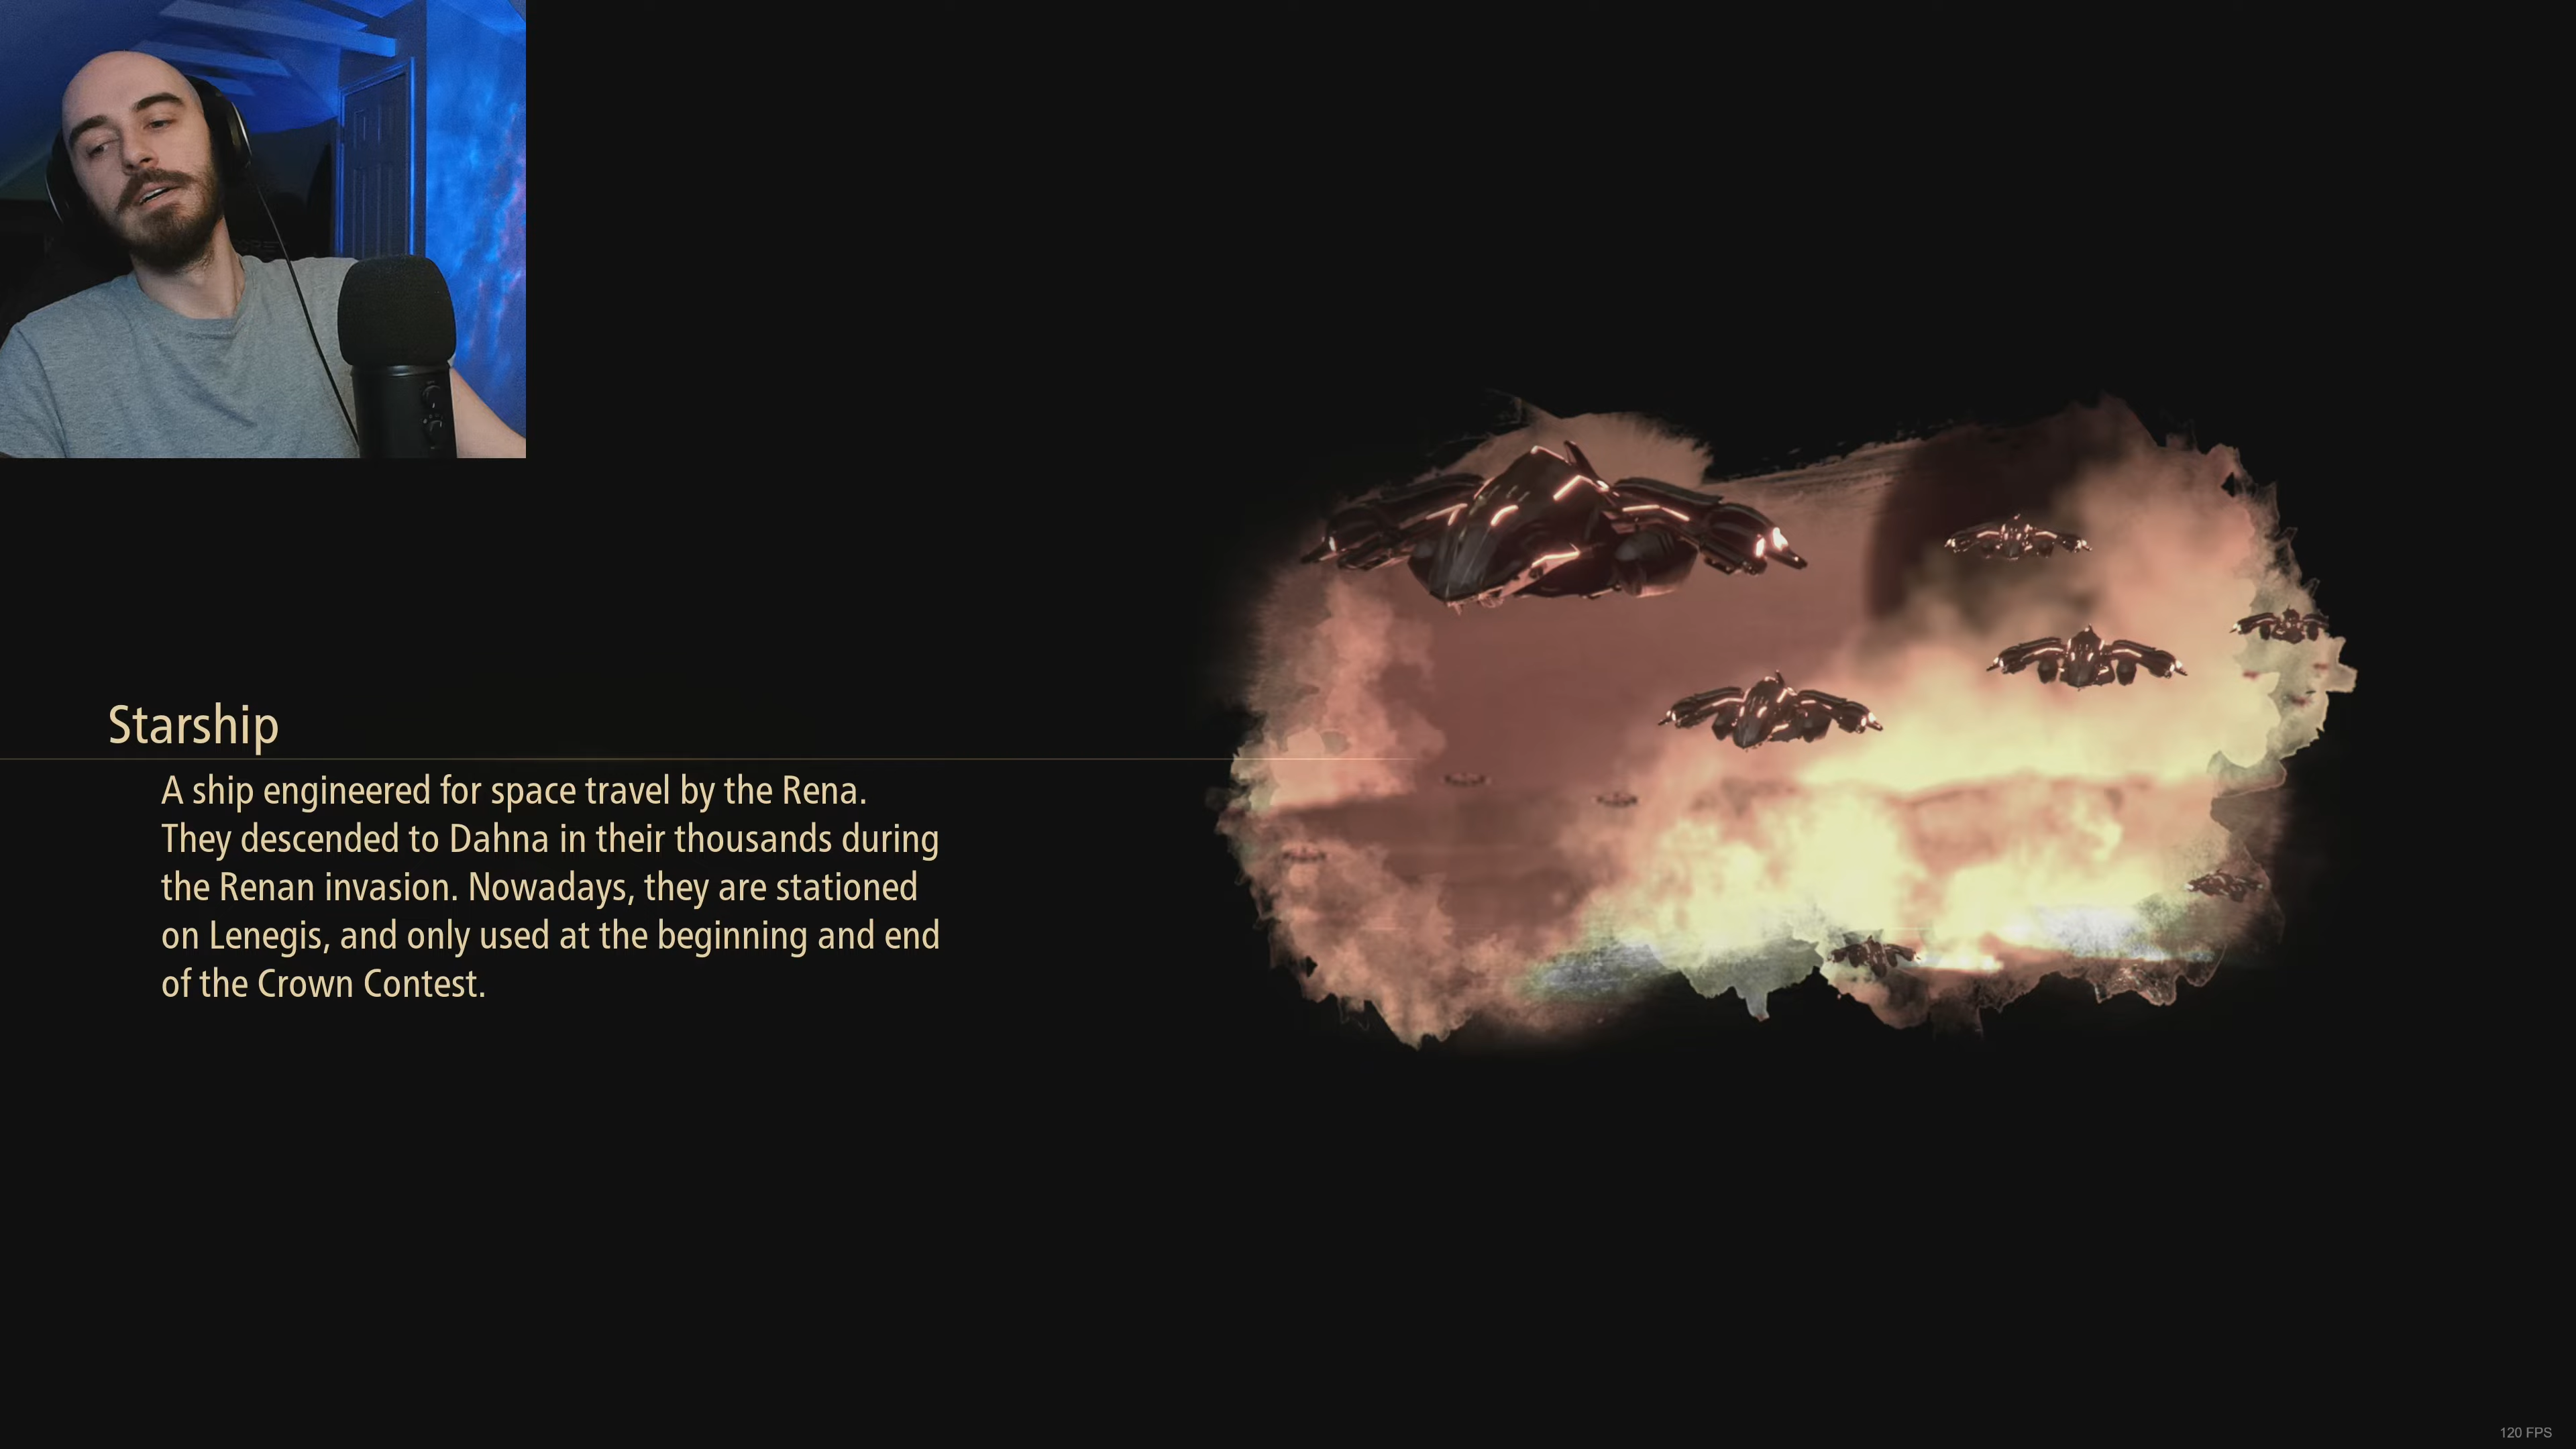 Starship
A ship engineered for space travel by the Rena.
They descended to Dahna in their thousands during
the Renan invasion. Nowadays, they are stationed
on Lenegis, and only used at the beginning and end
of the Crown Contest.
120 FPS